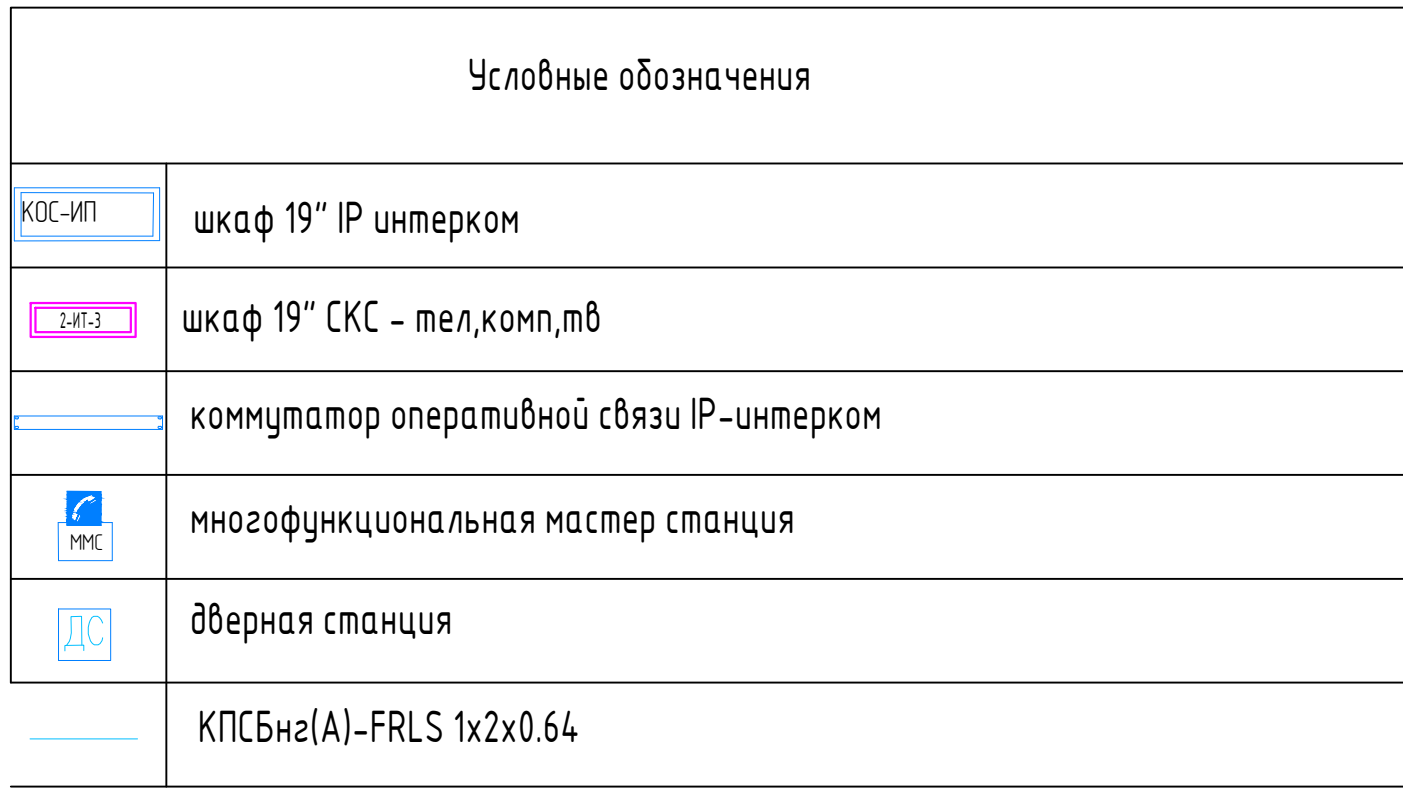 Условные обозначения
КОС-ИП
шкаф 19" IP интерком
2-ИТ-3
шкаф 19" СКС - тел,комп,тв
коммутатор оперативной связи IP-интерком
ММС
многофункциональная мастер станция
ДС
дверная станция
КПСБнг(А)-FRLS 1x2x0.64